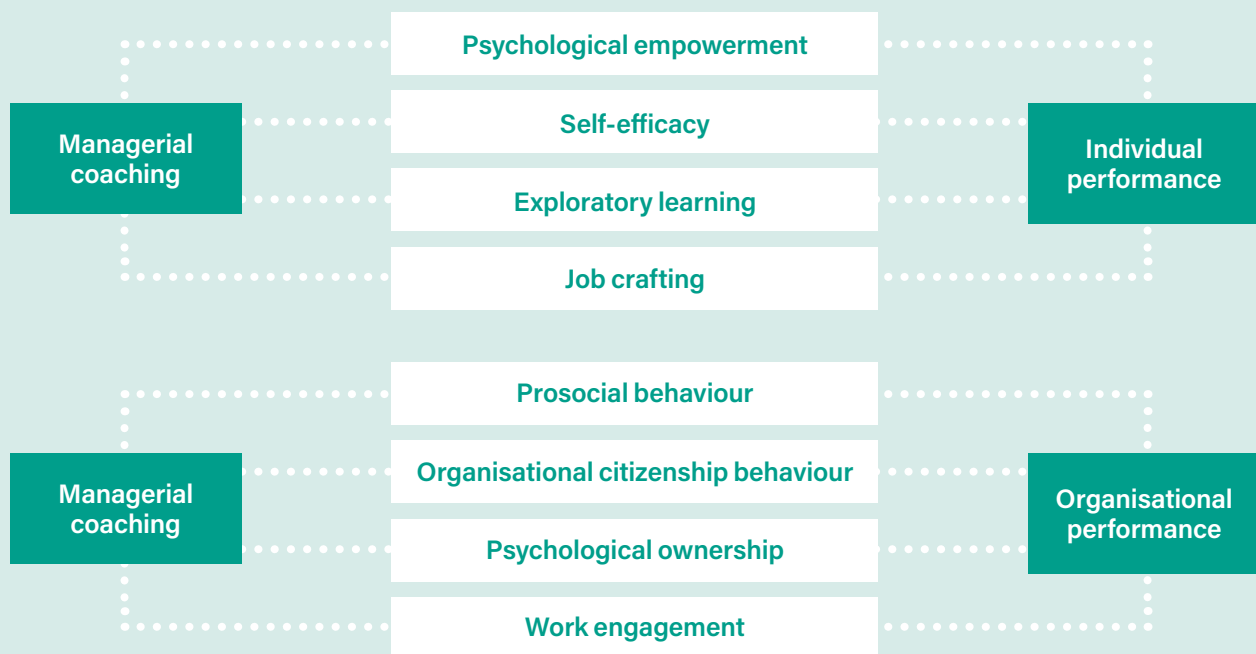 Psychological empowerment
Managerial
coaching
Self-efficacy
Exploratory learning
Job crafting
Individual
performance
Prosocial behaviour
Managerial
coaching
Organisational citizenship behaviour
Psychological ownership
Work engagement
Organisational
performance